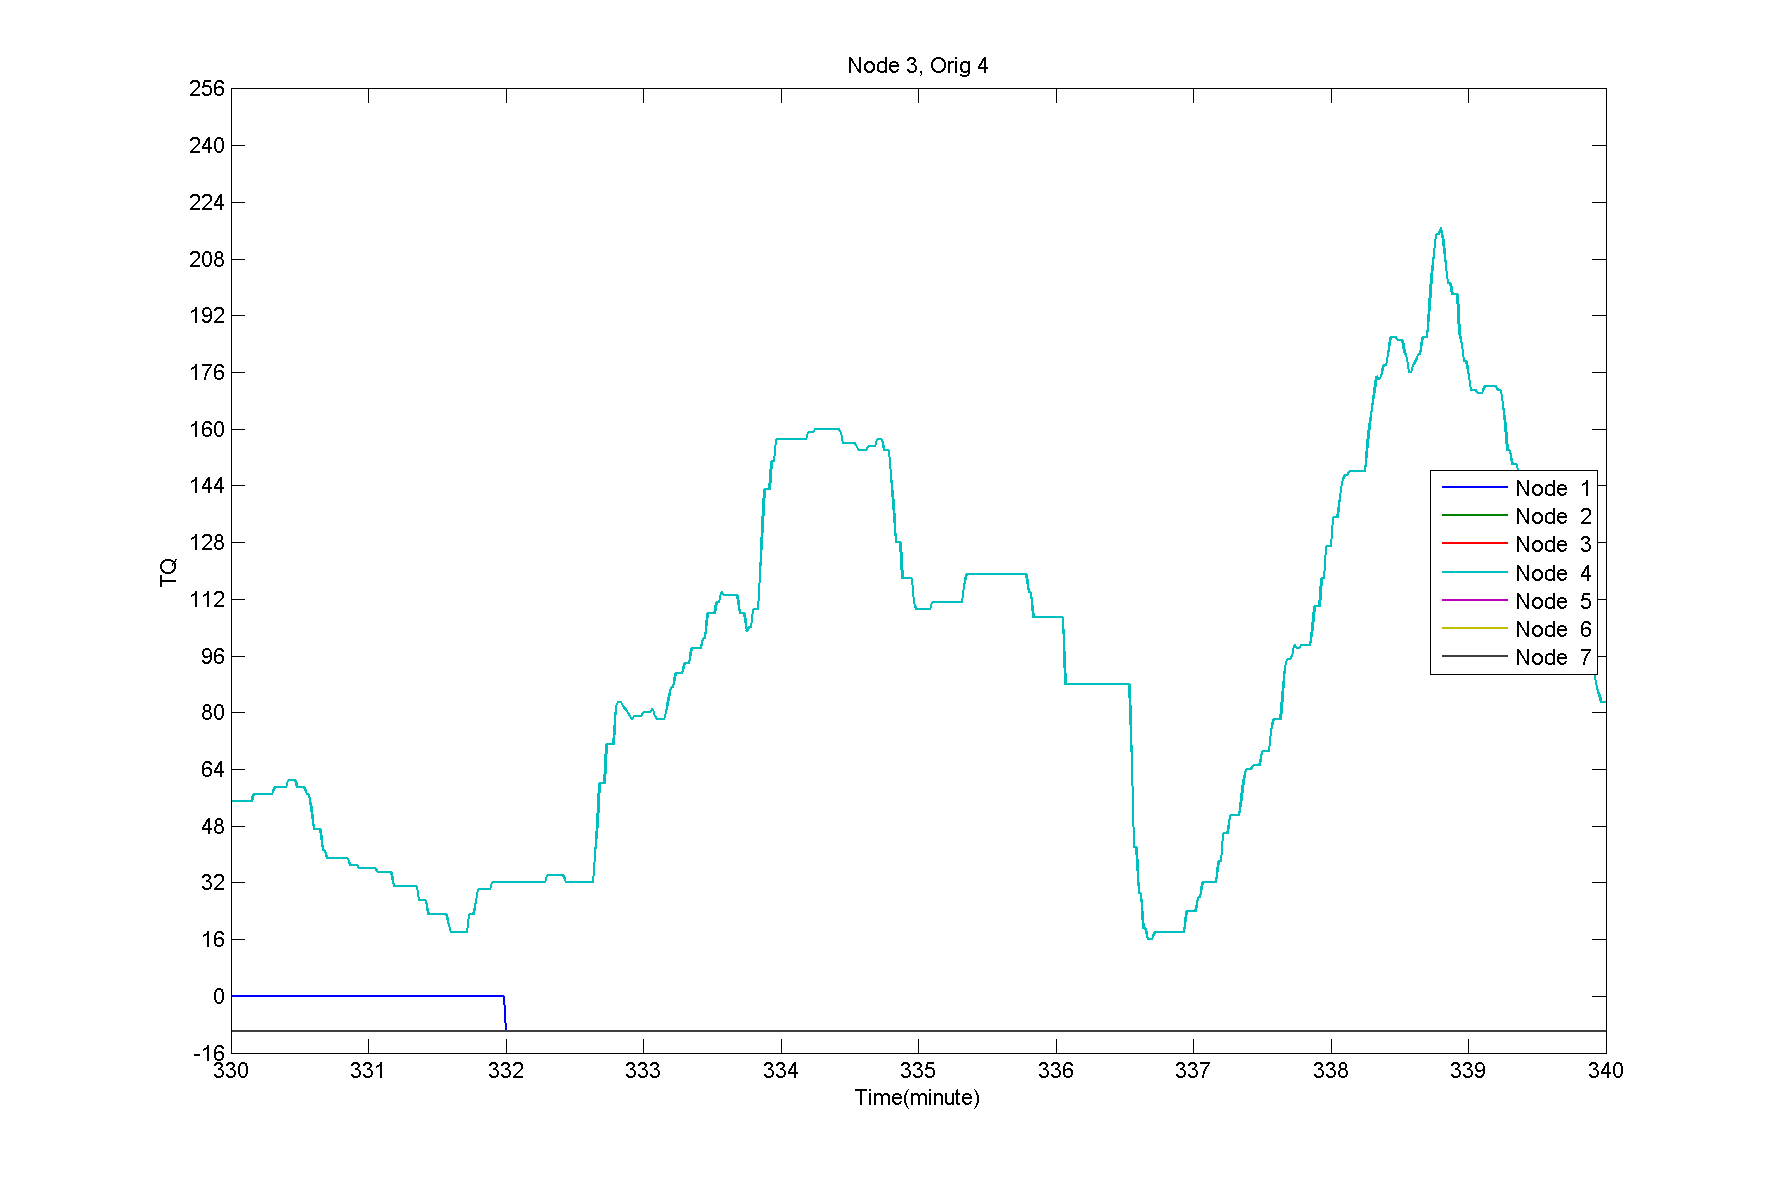 Node 3, Orig 4
256
240
224
208
192
176
160
144
128
112
96
80
64
48
32
16
0
-16
TQ
330 331 332 333 334 335 336 337 338 339 340
Time(minute)
Node 1
Node 2
Node 3
Node 4
Node 5
Node 6
Node 7